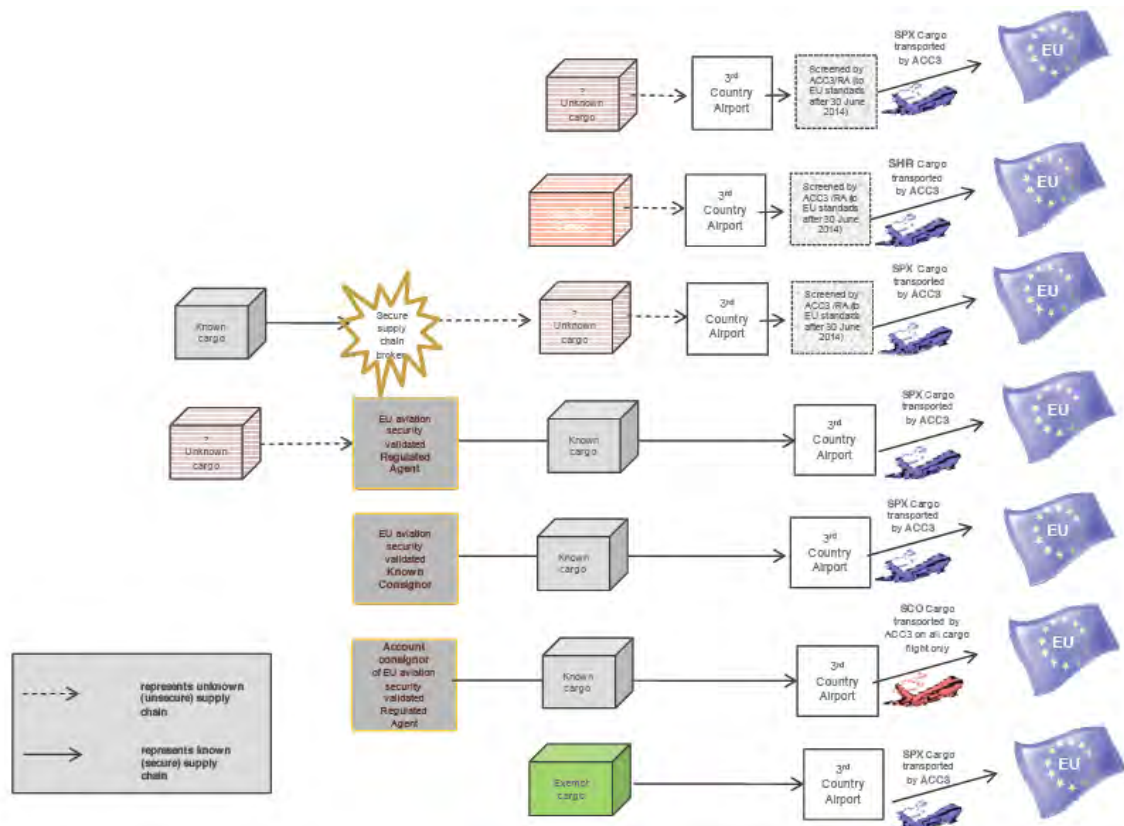 SPX Cargo
transported
by ACC3
EU
?
Unknown
cargo
3rd
Country
Airport
Screened by
ACC3/RA (to
EU standads
after 30 June
2014)
SHR Cargo
transported
by ACC3
EU
cargo
3rd
Country
Airport
Screened by
ACC3 /RA (to
EU standads
after 30 June
2014)
SPX Cargo
transported
by ACC3
EU
Known
cargo
Secure
supply
chain
broken
?
Unknown
cargo
3rd
Country
Airport
Screened by
ACC3 /RA (to
EU standads
after 30 June
2014)
SPX Cargo
transported
by ACC3
EU
?
Unknown
cargo
EU aviation
security
validated
Regulated
Agent
Known
cargo
3rd
Country
Airport
SPX Cargo
transported
by ACC3
EU
EU aviation
security
validated
Known
Consignor
Known
cargo
3rd
Country
Airport
SCO Cargo
transported by
ACC3 on all cargo
flight only
EU
Account
consignor
of EU aviation
security
validated
Regulated
Agent
Known
cargo
3rd
Country
Airport
SPX Cargo
transported
by ACC3
EU
Exempt
cargo
3rd
Country
Airport
represents unknown
(unsecure) supply
chain
represents known
(secure) supply
chain